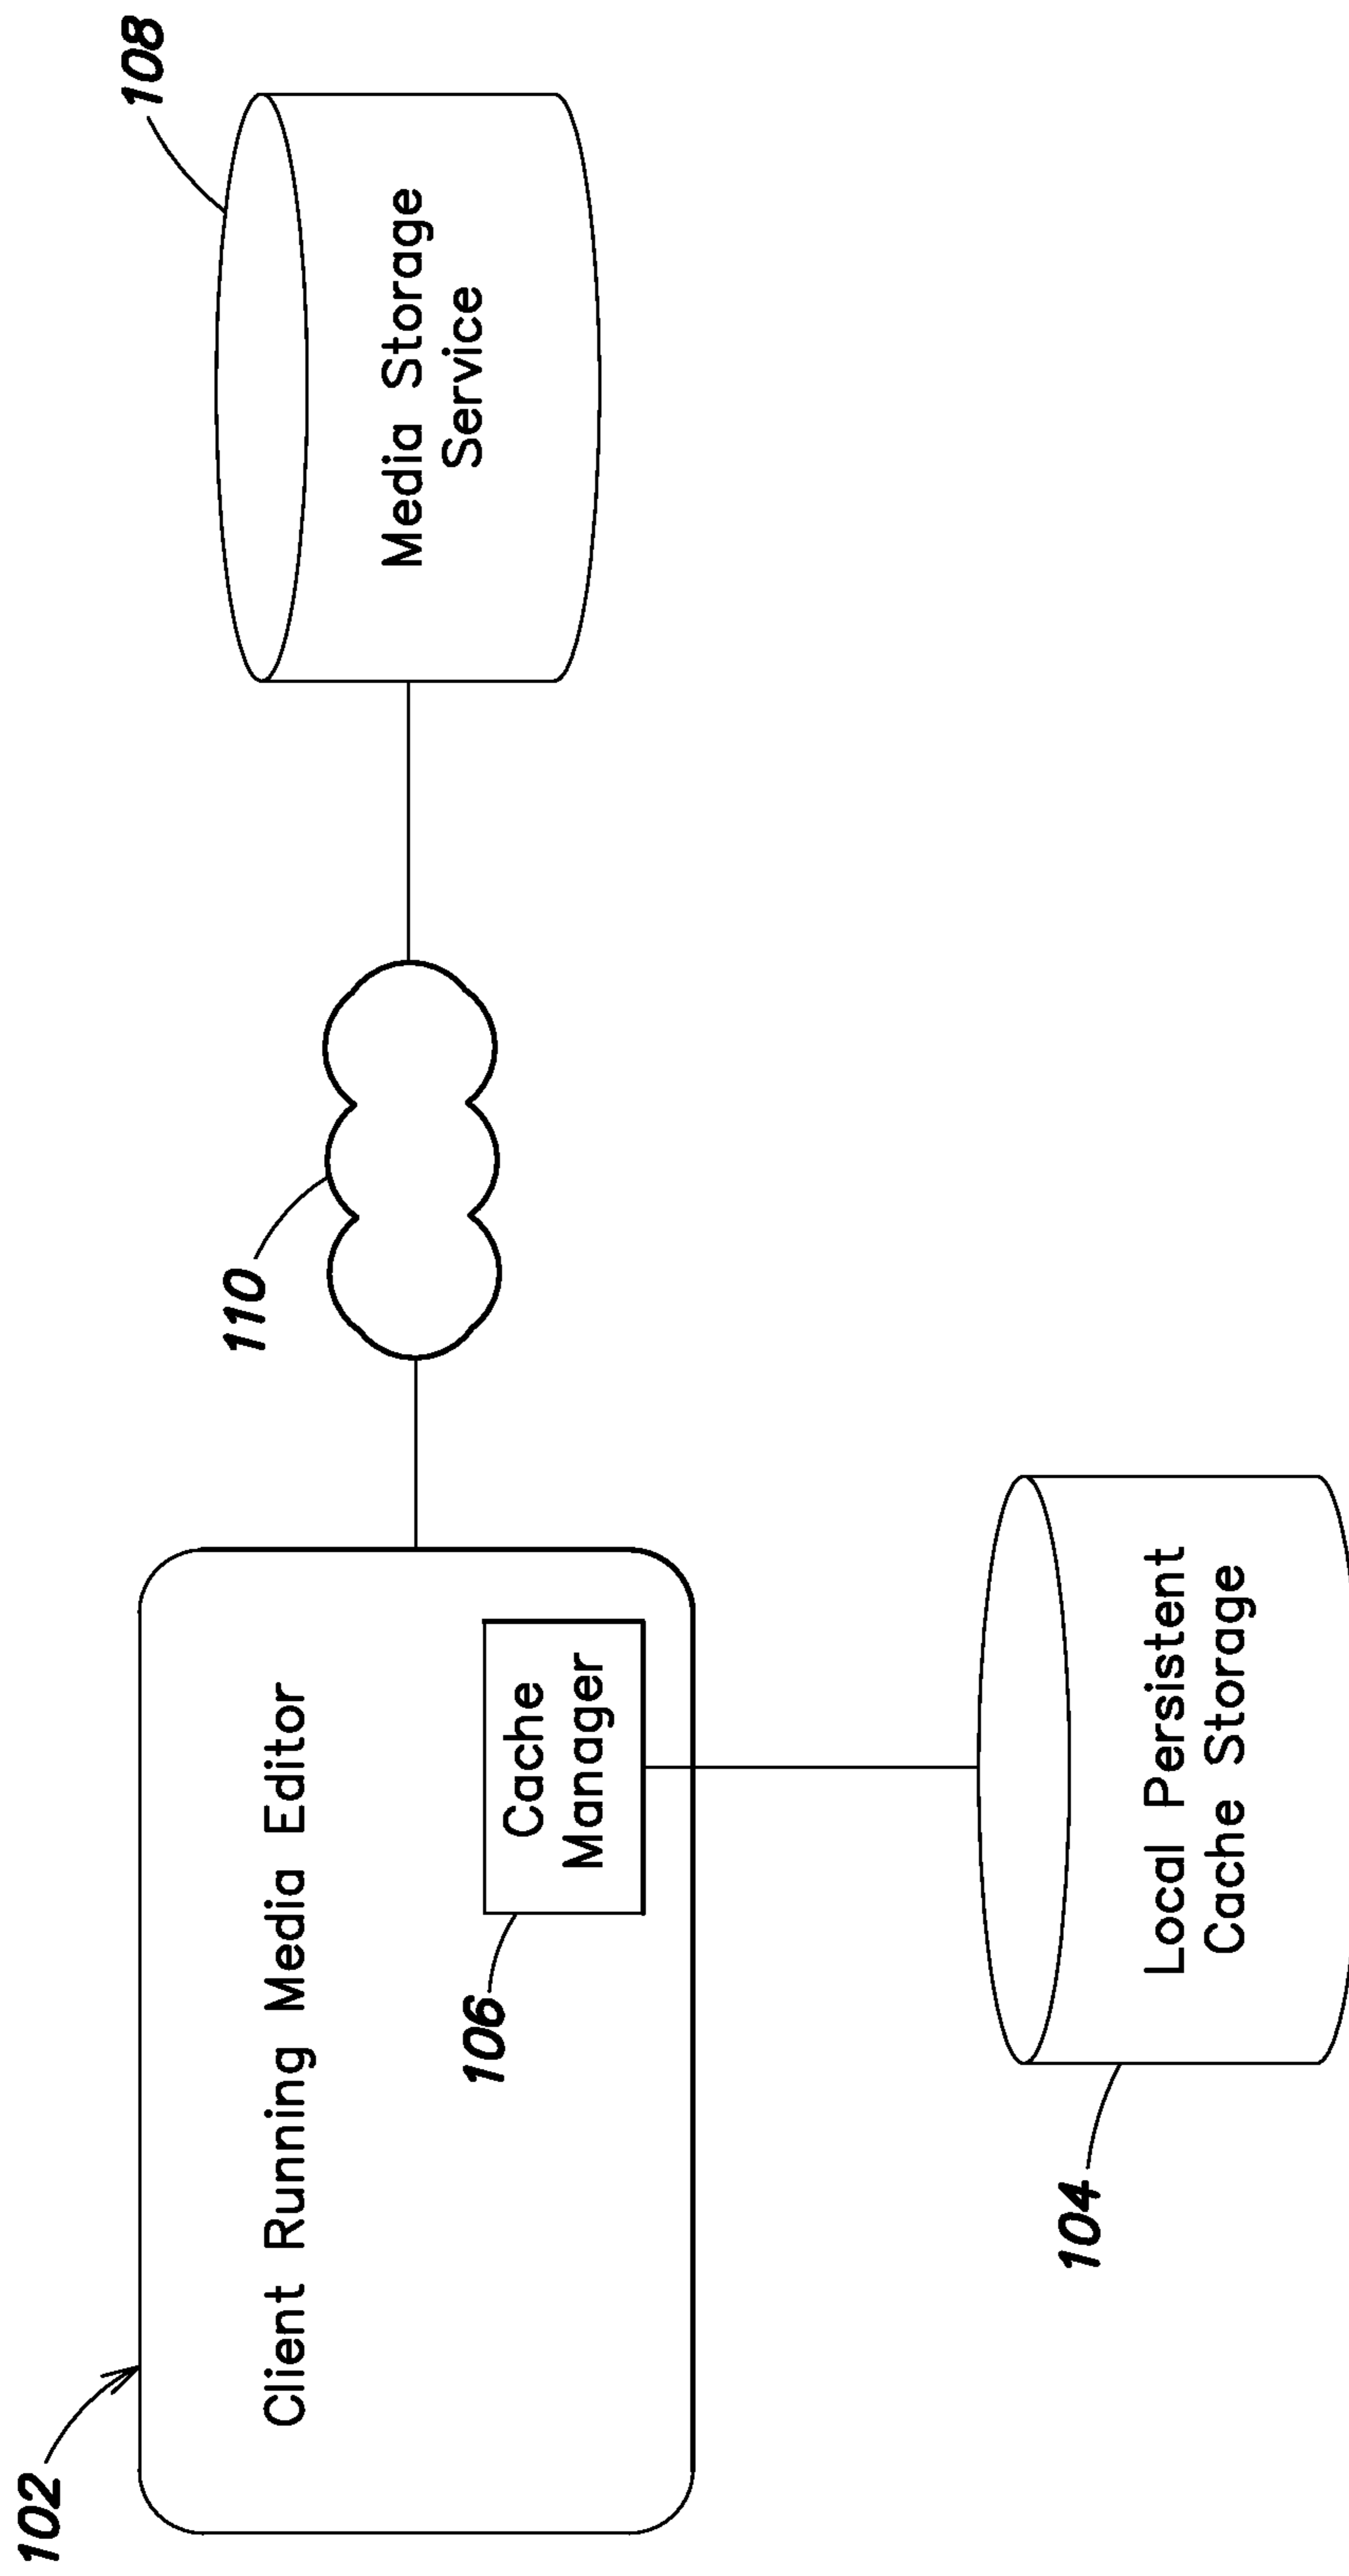 102
Client Running Media Editor
106
Cache
Manager
110
108
Media Storage
Service
104
Local Persistent
Cache Storage